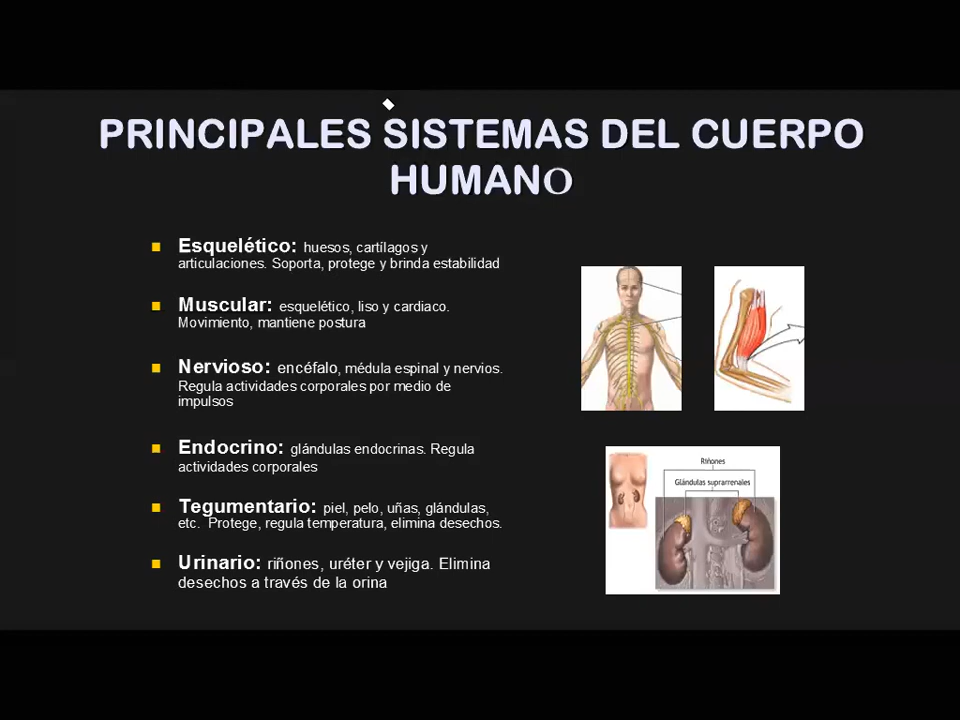 PRINCIPALES SISTEMAS DEL CUERPO
HUMANO
Esquelético: huesos, cartílagos y
articulaciones. Soporta, protege y brinda estabilidad
Muscular: esquelético, liso y cardiaco.
Movimiento, mantiene postura
Nervioso: encéfalo, médula espinal y nervios.
Regula actividades corporales por medio de
impulsos
Endocrino: glándulas endocrinas. Regula
actividades corporales
Tegumentario: piel, pelo, uñas, glándulas,
etc.  Protege, regula temperatura, elimina desechos.
Urinario: riñones, uréter y vejiga. Elimina
desechos a través de la orina
Riñones
Glándulas suprarrenales